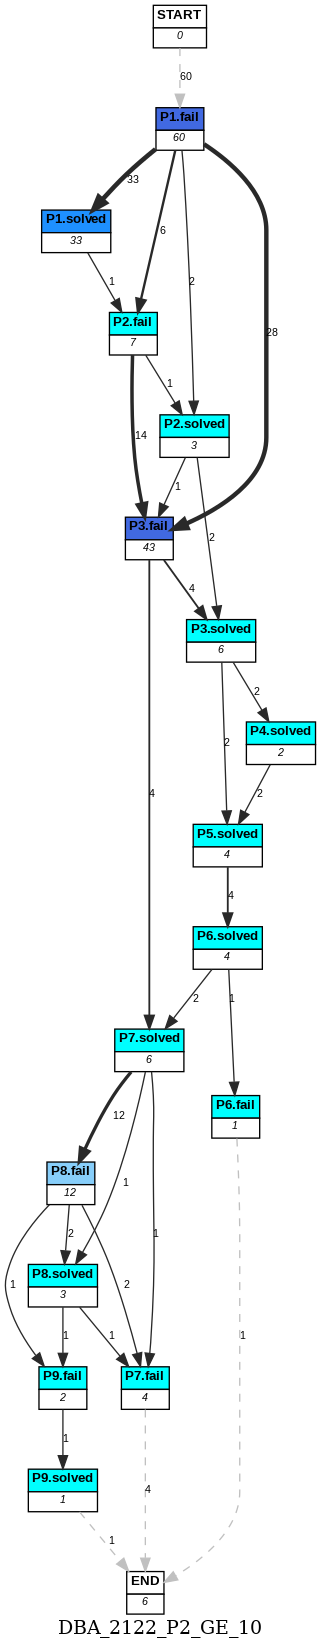 START
0
60
P1.fail
60
33
P1.solved
33
6
2
28
1
P2.fail
7
1
P2.solved
3
14
1
2
P3.fail
43
4
P3.solved
6
2
P4.solved
2
2
4
2
P5.solved
4
4
P6.solved
4
2
1
P7.solved
6
P6.fail
1
12
1
1
P8.fail
12
2
P8.solved
3
1
2
1
1
1
P9.fail
2
P7.fail
4
1
P9.solved
1
4
1
END
6
DBA_2122_P2_GE_10